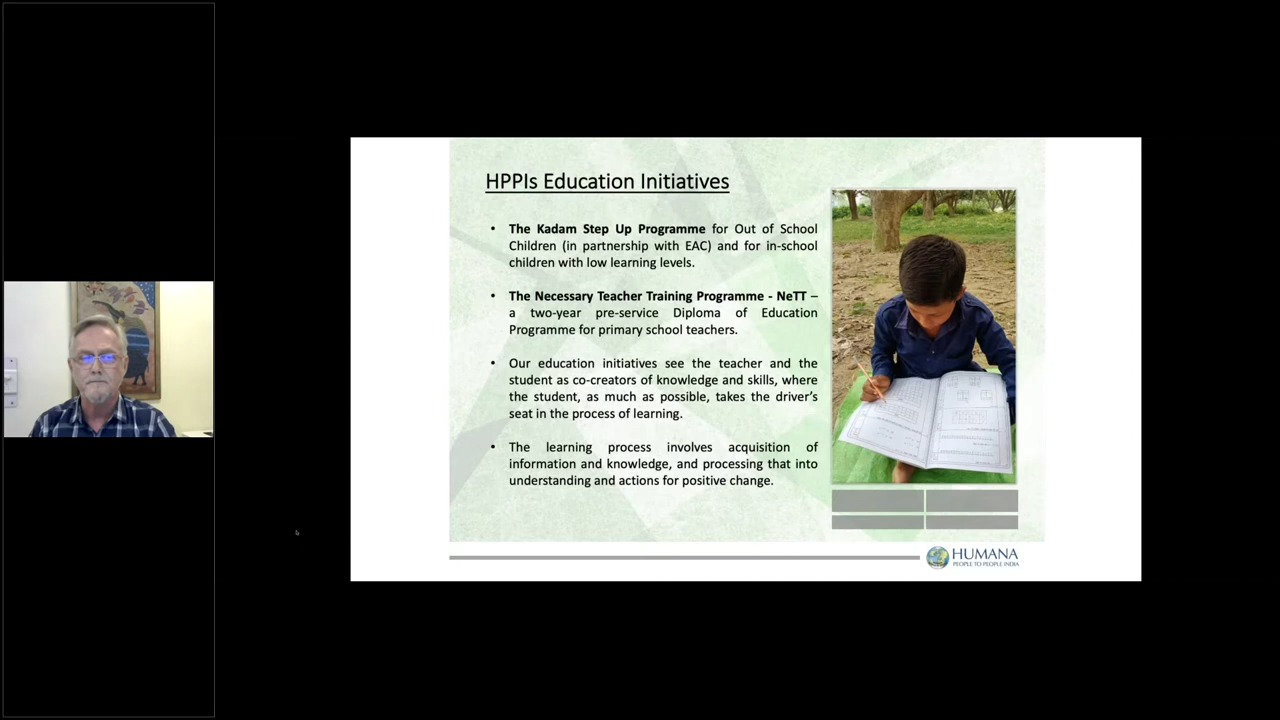 HPPIs Education Initiatives
• The Kadam Step Up Programme for Out of School
Children (in partnership with EAC) and for in-school
children with low learning levels.
• The Necessary Teacher Training Programme - NeTT –
a two-year pre-service Diploma of Education
Programme for primary school teachers.
• Our education initiatives see the teacher and the
student as co-creators of knowledge and skills, where
the student, as much as possible, takes the driver’s
seat in the process of learning.
• The learning process involves acquisition of
information and knowledge, and processing that into
understanding and actions for positive change.
HUMANA
PEOPLE TO PEOPLE INDIA